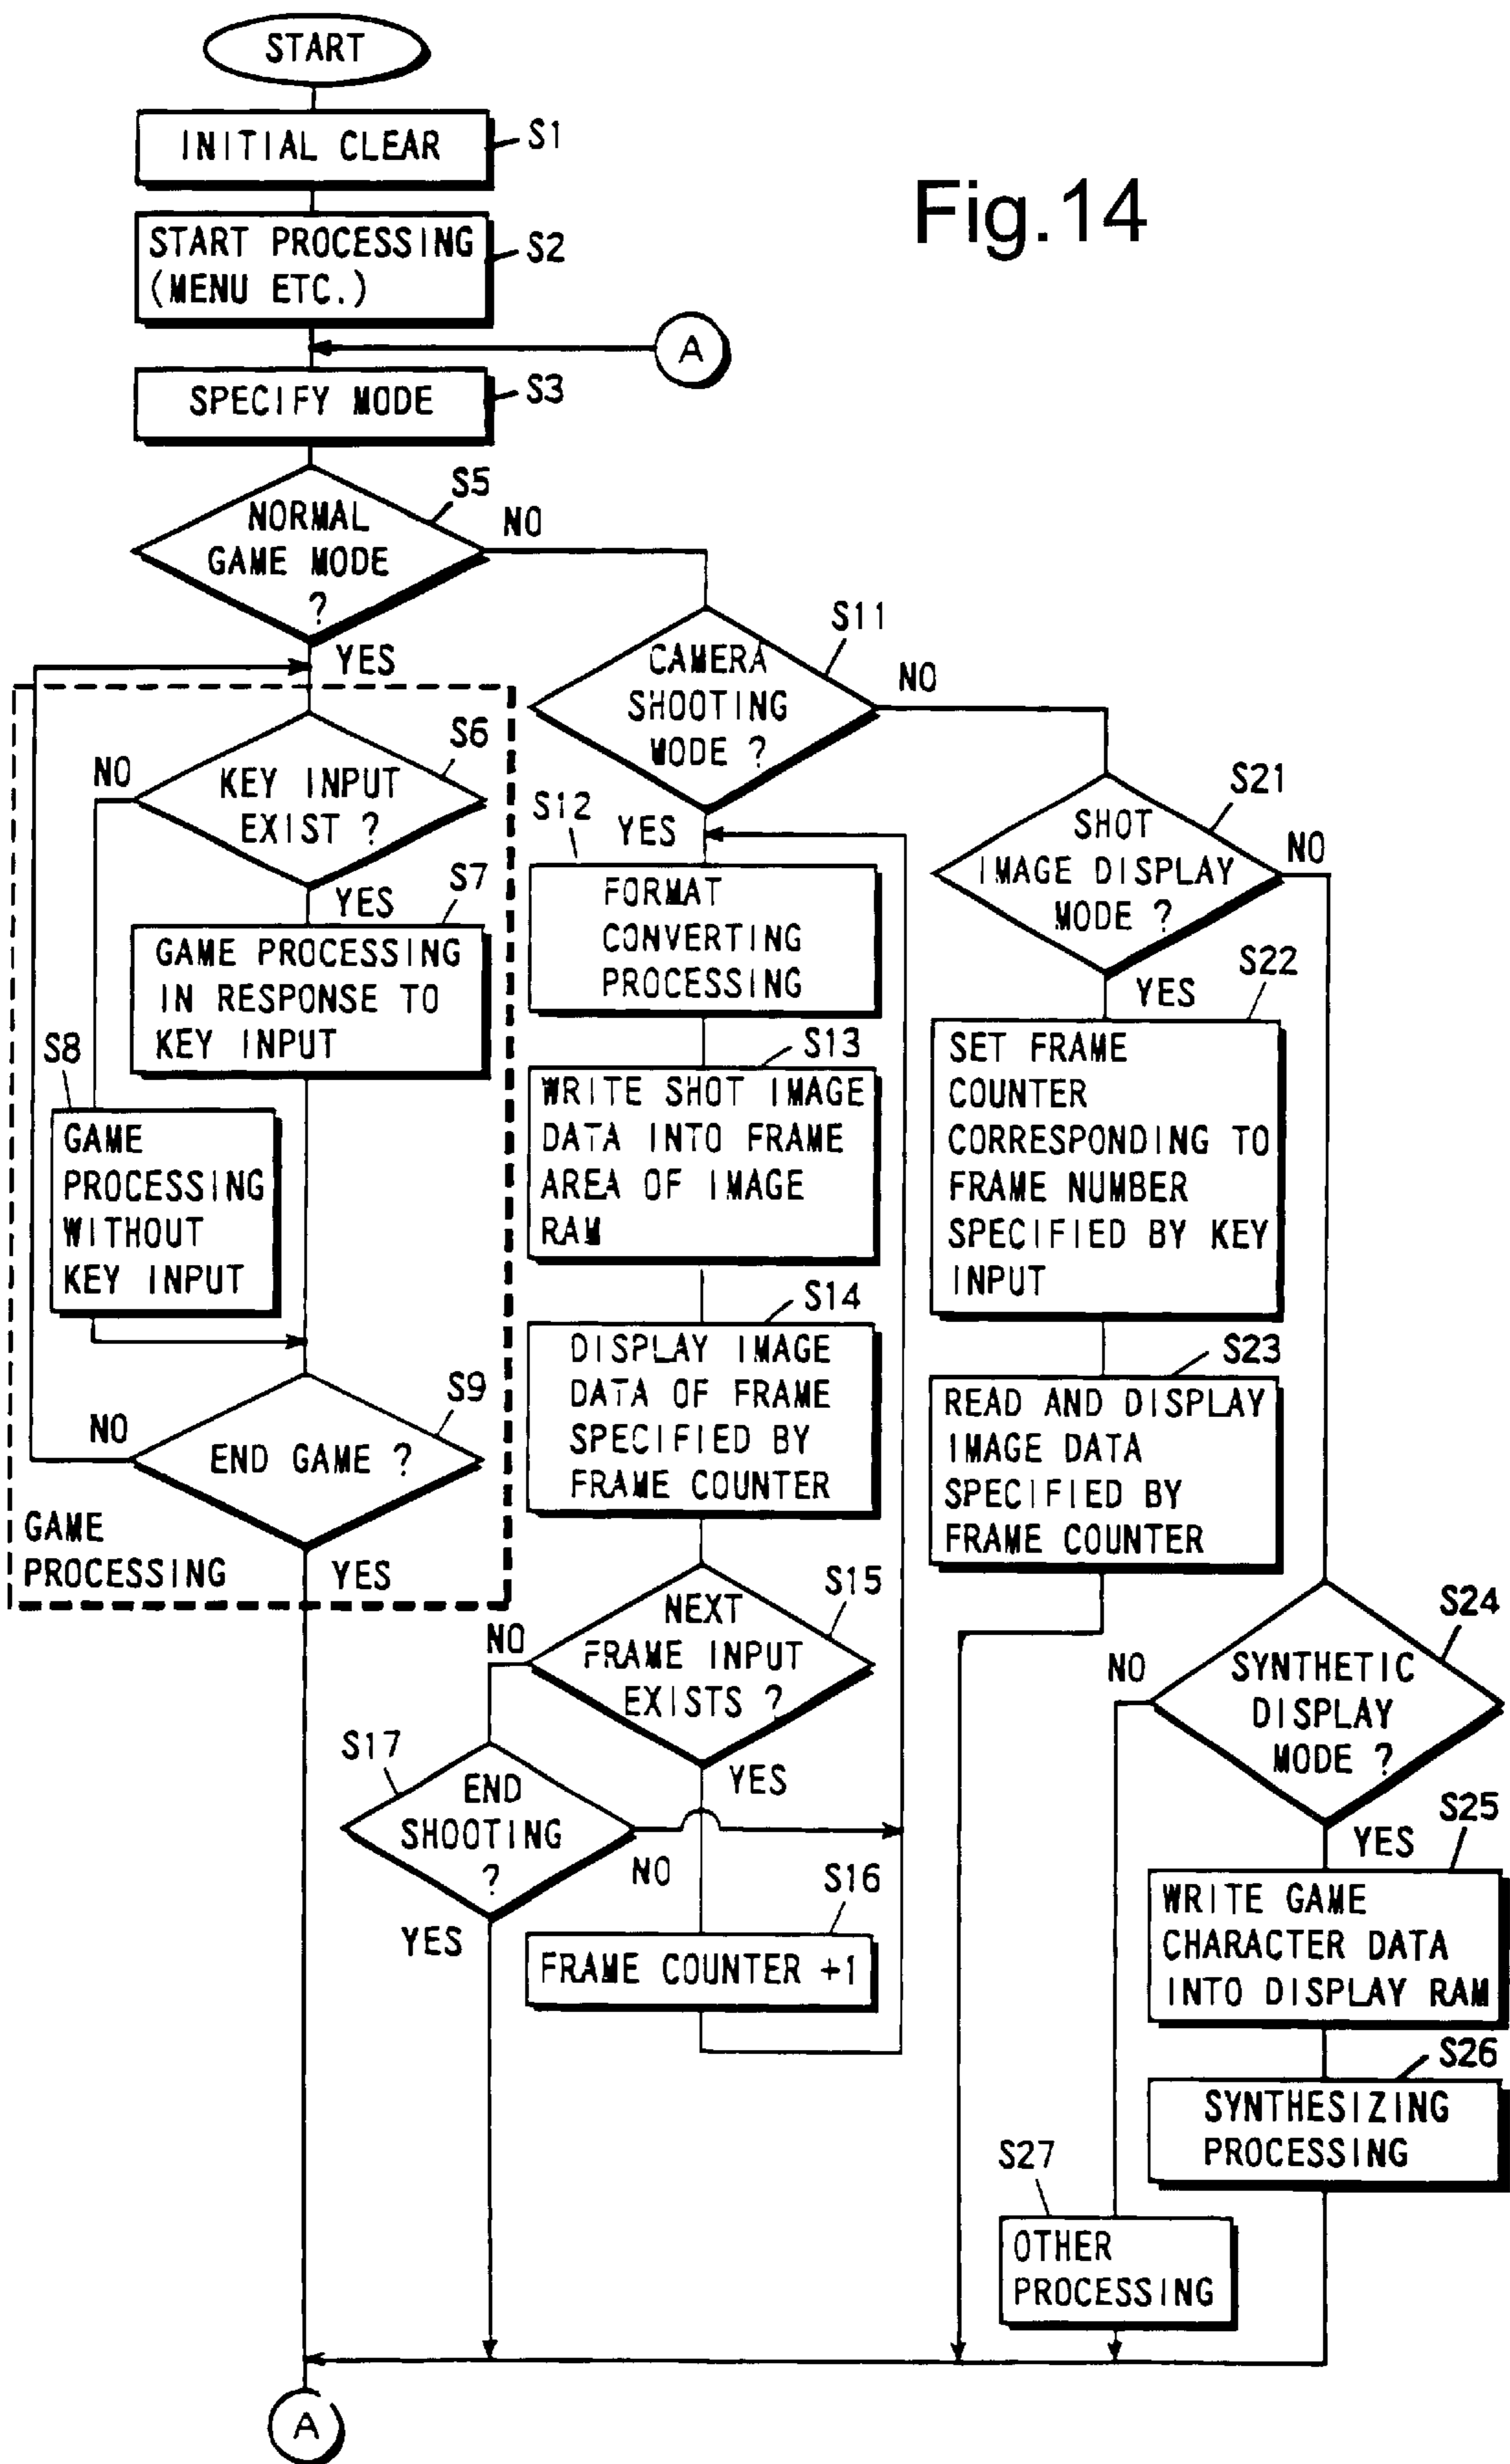 START
INITIAL CLEAR
S1
Fig.14
START PROCESSING
(MENU ETC.)
S2
A
SPECIFY MODE
S3
S5
NORMAL
GAME MODE
?
NO
YES
S11
CAMERA
SHOOTING
MODE ?
NO
YES
S6
KEY INPUT
EXIST ?
NO
YES
S7
GAME PROCESSING
IN RESPONSE TO
KEY INPUT
S8
GAME
PROCESSING
WITHOUT
KEY INPUT
S9
END GAME ?
NO
YES
GAME
PROCESSING
S12
FORMAT
CONVERTING
PROCESSING
S13
WRITE SHOT IMAGE
DATA INTO FRAME
AREA OF IMAGE
RAM
S14
DISPLAY IMAGE
DATA OF FRAME
SPECIFIED BY
FRAME COUNTER
S15
NEXT
FRAME INPUT
EXISTS ?
NO
YES
S17
END
SHOOTING
?
NO
YES
S16
FRAME COUNTER +1
S21
SHOT
IMAGE DISPLAY
MODE ?
NO
YES
S22
SET FRAME
COUNTER
CORRESPONDING TO
FRAME NUMBER
SPECIFIED BY KEY
INPUT
S23
READ AND DISPLAY
IMAGE DATA
SPECIFIED BY
FRAME COUNTER
S24
SYNTHETIC
DISPLAY
MODE ?
NO
YES
S25
WRITE GAME
CHARACTER DATA
INTO DISPLAY RAM
S26
SYNTHESIZING
PROCESSING
S27
OTHER
PROCESSING
A